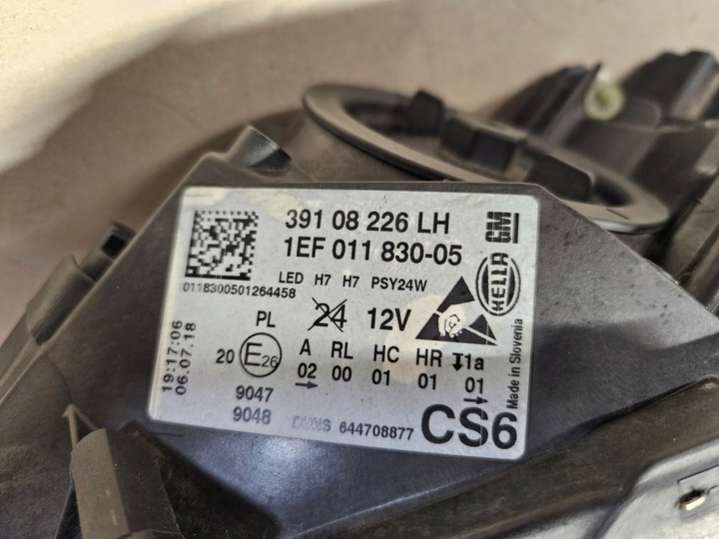 391 08 226 LH
1EF 011 830-05
GM
HELLA
LED H7 H7 PSY24W
0118300501264458
24 12V
19:17:06
06.07.18
PL A RL HC HR 1a
20 E26 02 00 01 01 01
9047
9048
644708877
CS6
Made in Slovenia